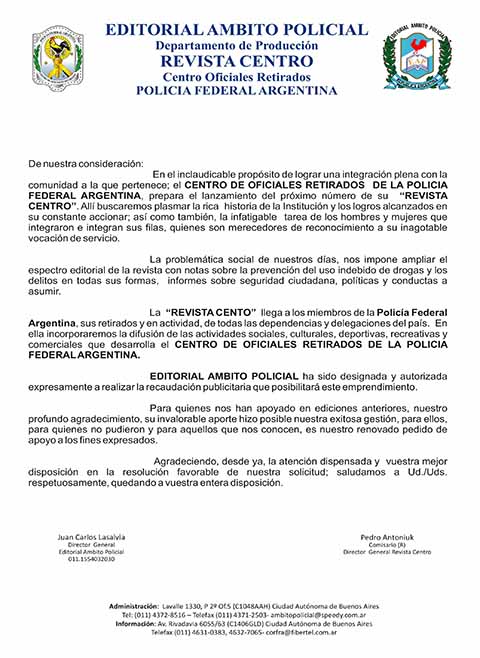 EDITORIAL AMBITO POLICIAL
Departamento de Producción
REVISTA CENTRO
Centro Oficiales Retirados
POLICIA FEDERAL ARGENTINA
EDITORIAL AMBITO POLICIAL
De nuestra consideración:
En el inclaudicable propósito de lograr una integración plena con la
comunidad a la que pertenece; el CENTRO DE OFICIALES RETIRADOS DE LA POLICIA
FEDERAL ARGENTINA, prepara el lanzamiento del próximo número de su "REVISTA
CENTRO". Allí buscaremos plasmar la rica historia de la Institución y los logros alcanzados en
su constante accionar; así como también, la infatigable tarea de los hombres y mujeres que
integraron e integran sus filas, quienes son merecedores de reconocimiento a su inagotable
vocación de servicio.
La problemática social de nuestros días, nos impone ampliar el
espectro editorial de la revista con notas sobre la prevención del uso indebido de drogas y los
delitos en todas sus formas, informes sobre seguridad ciudadana, políticas y conductas a
asumir.
La "REVISTA CENTO" llega a los miembros de la Policía Federal
Argentina, sus retirados y en actividad, de todas las dependencias y delegaciones del país. En
ella incorporaremos la difusión de las actividades sociales, culturales, deportivas, recreativas y
comerciales que desarrolla el CENTRO DE OFICIALES RETIRADOS DE LA POLICIA
FEDERAL ARGENTINA.
EDITORIAL AMBITO POLICIAL ha sido designada y autorizada
expresamente a realizar la recaudación publicitaria que posibilitará este emprendimiento.
Para quienes nos han apoyado en ediciones anteriores, nuestro
profundo agradecimiento, su invalorable aporte hizo posible nuestra exitosa gestión, para ellos,
para quienes no pudieron y para aquellos que nos conocen, es nuestro renovado pedido de
apoyo a los fines expresados.
Agradeciendo, desde ya, la atención dispensada y vuestra mejor
disposición en la resolución favorable de nuestra solicitud; saludamos a Ud./Uds.
respetuosamente, quedando a vuestra entera disposición.
Juan Carlos Lasalvia
Director General
Editorial Ambito Policial
011.1554032030
Pedro Antoniuk
Comisario (R)
Director General Revista Centro
Administración: Lavalle 1330, P 2º Of.5 (C1048AAH) Ciudad Autónoma de Buenos Aires
Tel: (011) 4372-8516 – Telefax (011) 4371-2503- ambitopolicial@speedy.com.ar
Información: Av. Rivadavia 6055/63 (C1406GLD) Ciudad Autónoma de Buenos Aires
Telefax (011) 4631-0383, 4632-7065- corfra@fibertel.com.ar